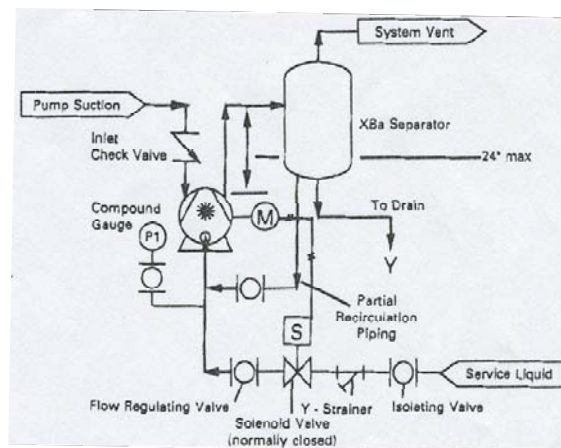 System Vent
Pump Suction
XBa Separator
Inlet
Check Valve
24" max
Compound
Gauge
To Drain
P1
M
Partial
Recirculation
Piping
S
Service Liquid
Flow Regulating Valve
Y - Strainer
Isolating Valve
Solenoid Valve
(normally closed)